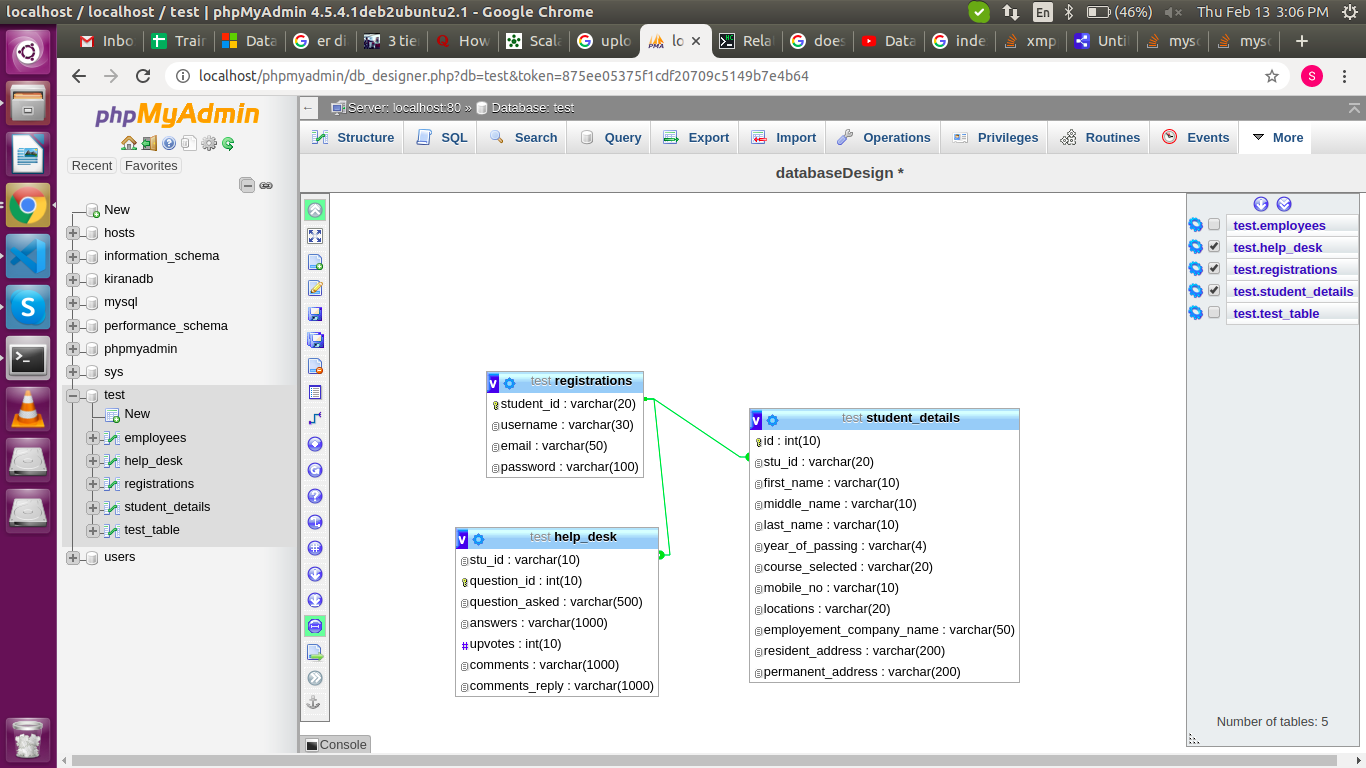 localhost / localhost / test | phpMyAdmin 4.5.4.1deb2ubuntu2.1 - Google Chrome
En (46%) Thu Feb 13 3:06 PM
Inbo Train Data er di 3 tier How Scala uplo lo Rela does Data inde xmp Unti mysc mysc
localhost/phpmyadmin/db_designer.php?db=test&token=875ee05375f1cdf20709c5149b7e4b64
S
phpMyAdmin
Recent Favorites
New
hosts
information_schema
kiranadb
mysql
performance_schema
phpmyadmin
sys
test
New
employees
help_desk
registrations
student_details
test_table
users
Server: localhost:80 » Database: test
Structure SQL Search Query Export Import Operations Privileges Routines Events More
databaseDesign *
test registrations
student_id : varchar(20)
username : varchar(30)
email : varchar(50)
password : varchar(100)
test help_desk
stu_id : varchar(10)
question_id : int(10)
question_asked : varchar(500)
answers : varchar(1000)
upvotes : int(10)
comments : varchar(1000)
comments_reply : varchar(1000)
test student_details
id : int(10)
stu_id : varchar(20)
first_name : varchar(10)
middle_name : varchar(10)
last_name : varchar(10)
year_of_passing : varchar(4)
course_selected : varchar(20)
mobile_no : varchar(10)
locations : varchar(20)
employement_company_name : varchar(50)
resident_address : varchar(200)
permanent_address : varchar(200)
test.employees
test.help_desk
test.registrations
test.student_details
test.test_table
Number of tables: 5
Console